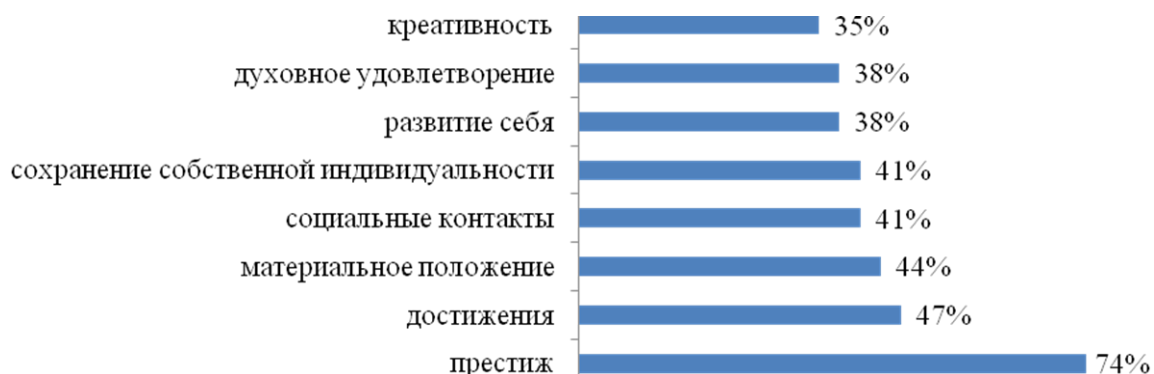 креативность 35%
духовное удовлетворение 38%
развитие себя 38%
сохранение собственной индивидуальности 41%
социальные контакты 41%
материальное положение 44%
достижения 47%
престиж 74%